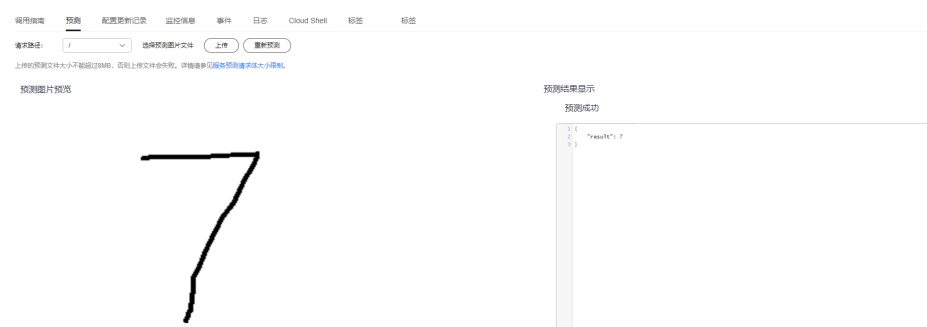 调用指南 预测 配置更新记录 监控信息 事件 日志 Cloud Shell 标签 标签
请求路径： / 选择预测图片文件 上传 重新预测
上传的预测文件大小不能超过8MB，否则上传文件会失败。详情请参见服务预测请求体大小限制。
预测图片预览
预测结果显示
预测成功
1 {
2 "result": 7
3 }
7